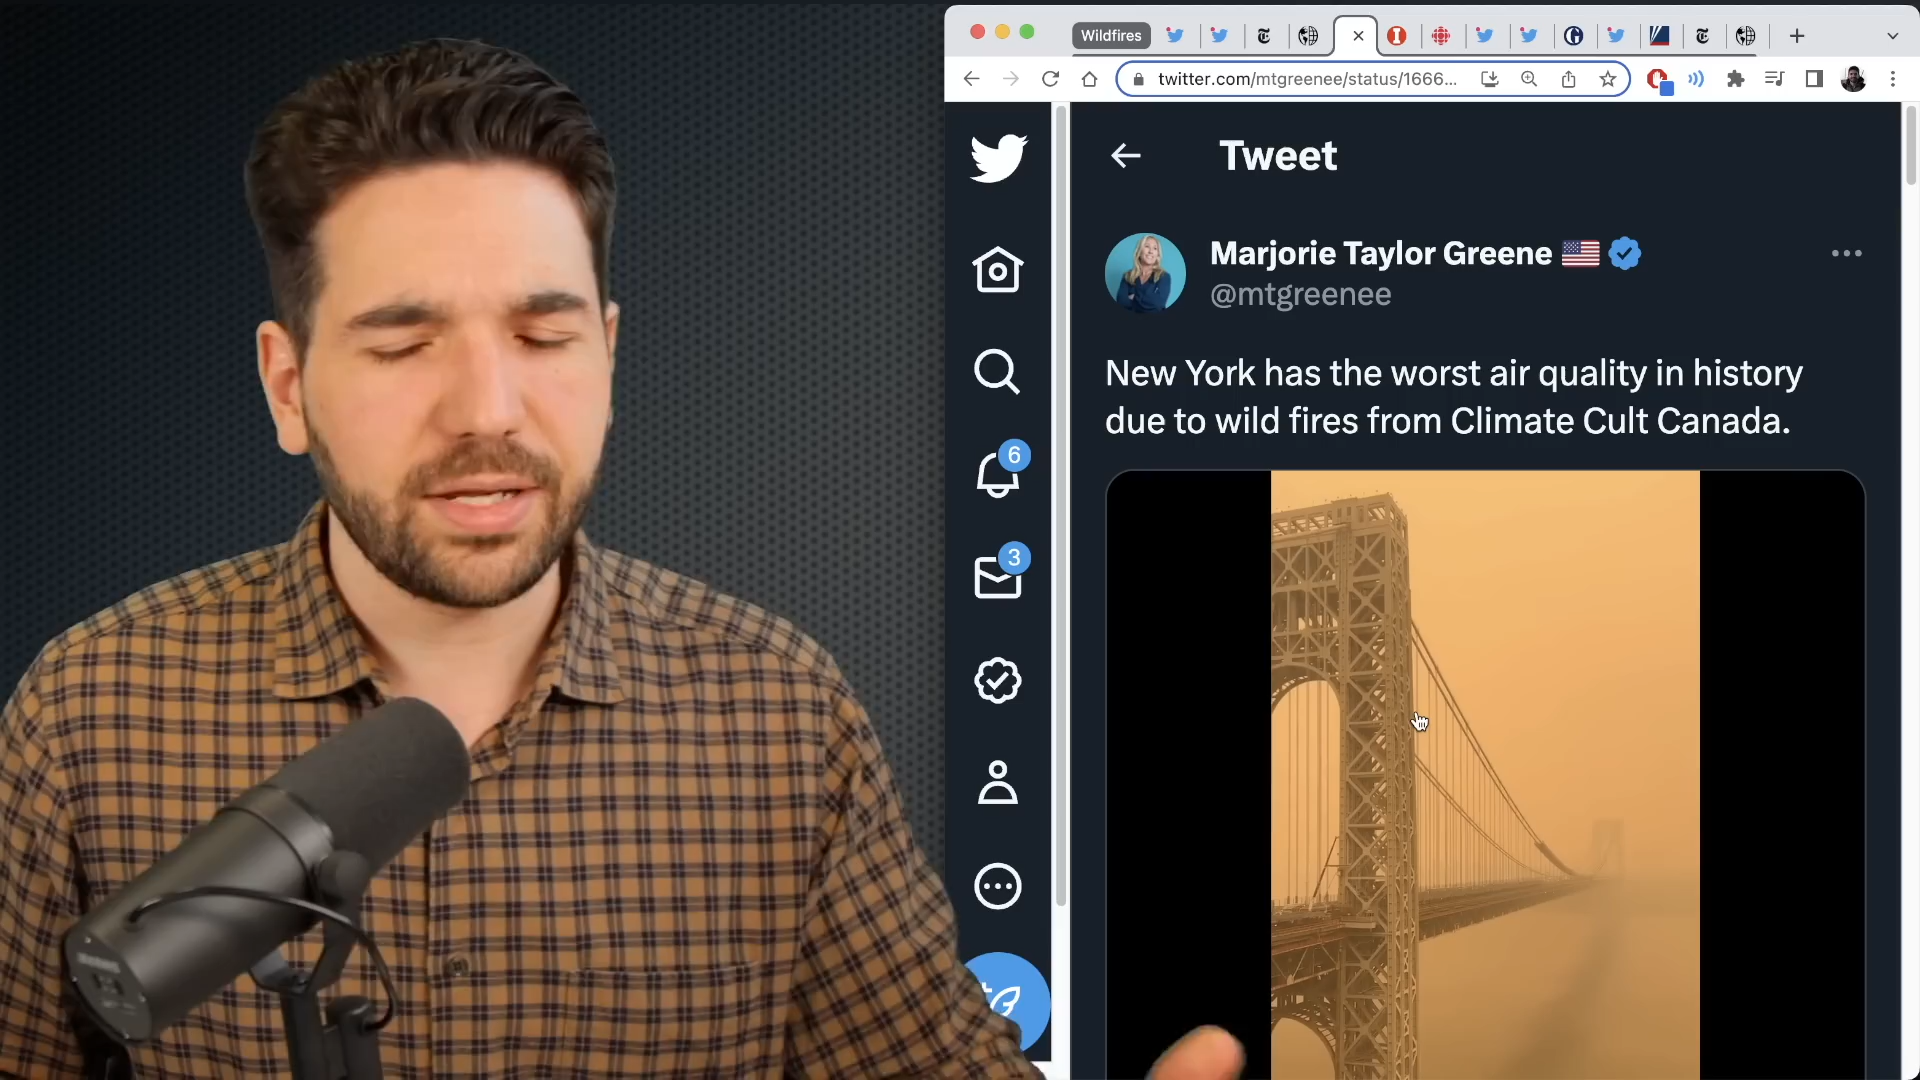 Wildfires
twitter.com/mtgreenee/status/1666...
Tweet
Marjorie Taylor Greene
@mtgreenee
New York has the worst air quality in history
due to wild fires from Climate Cult Canada.
6
3